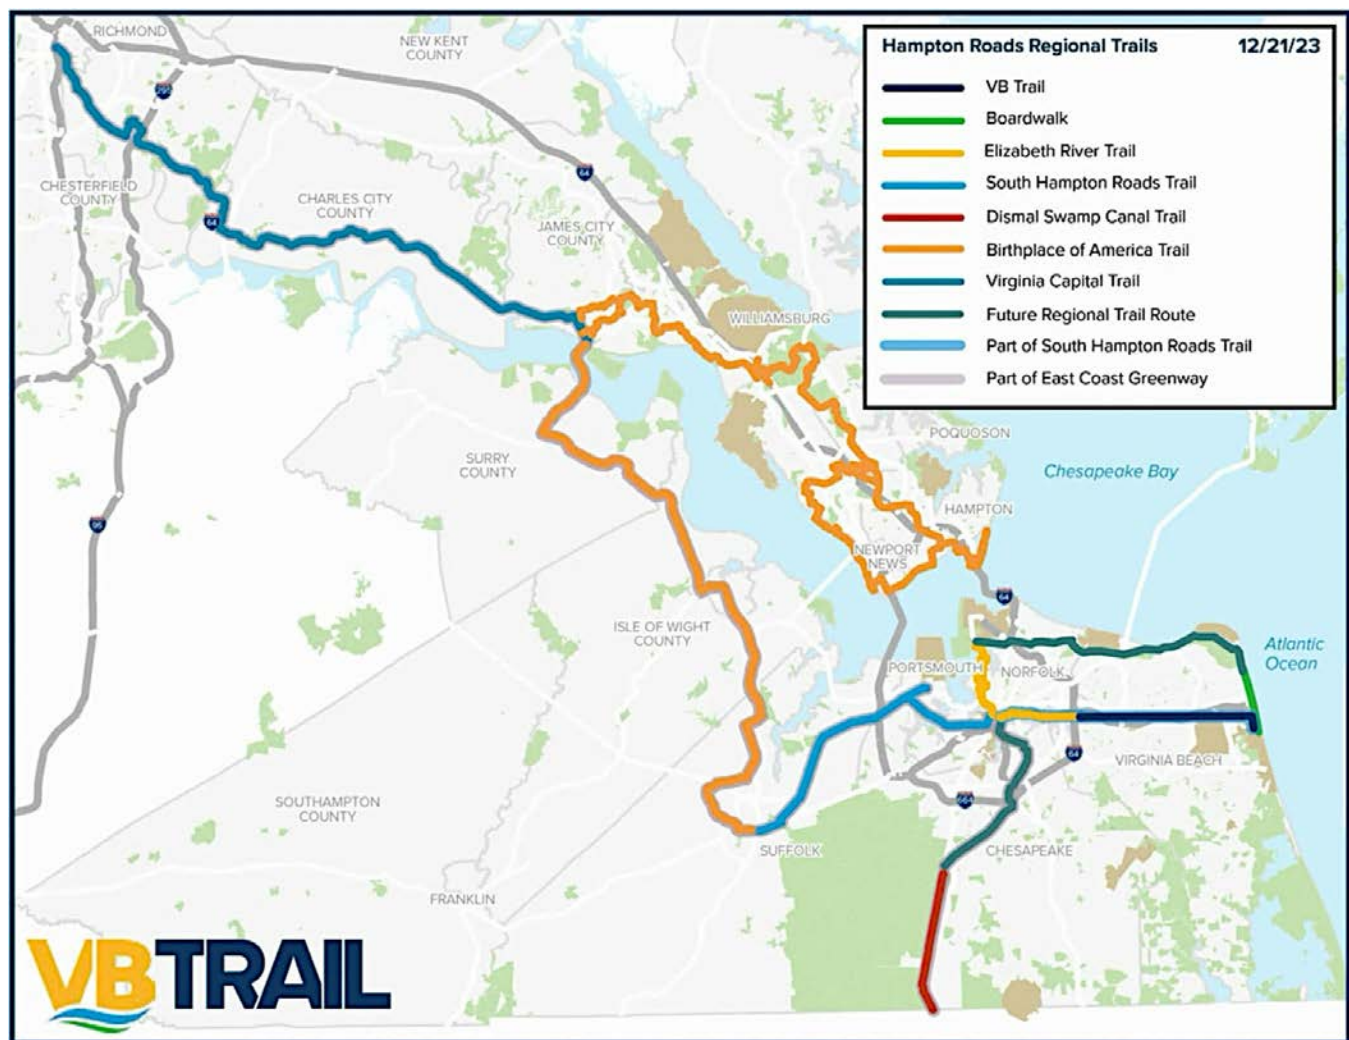 RICHMOND
NEW KENT
COUNTY
Hampton Roads Regional Trails 12/21/23
VB Trail
Boardwalk
Elizabeth River Trail
South Hampton Roads Trail
Dismal Swamp Canal Trail
Birthplace of America Trail
Virginia Capital Trail
Future Regional Trail Route
Part of South Hampton Roads Trail
Part of East Coast Greenway
295
64
CHESTERFIELD
COUNTY
CHARLES CITY
COUNTY
64
JAMES CITY
COUNTY
WILLIAMSBURG
POQUOSON
SURRY
COUNTY
Chesapeake Bay
95
HAMPTON
NEWPORT
NEWS
64
ISLE OF WIGHT
COUNTY
Atlantic
Ocean
PORTSMOUTH
NORFOLK
64
VIRGINIA BEACH
664
SOUTHAMPTON
COUNTY
SUFFOLK
CHESAPEAKE
FRANKLIN
VBTRAIL